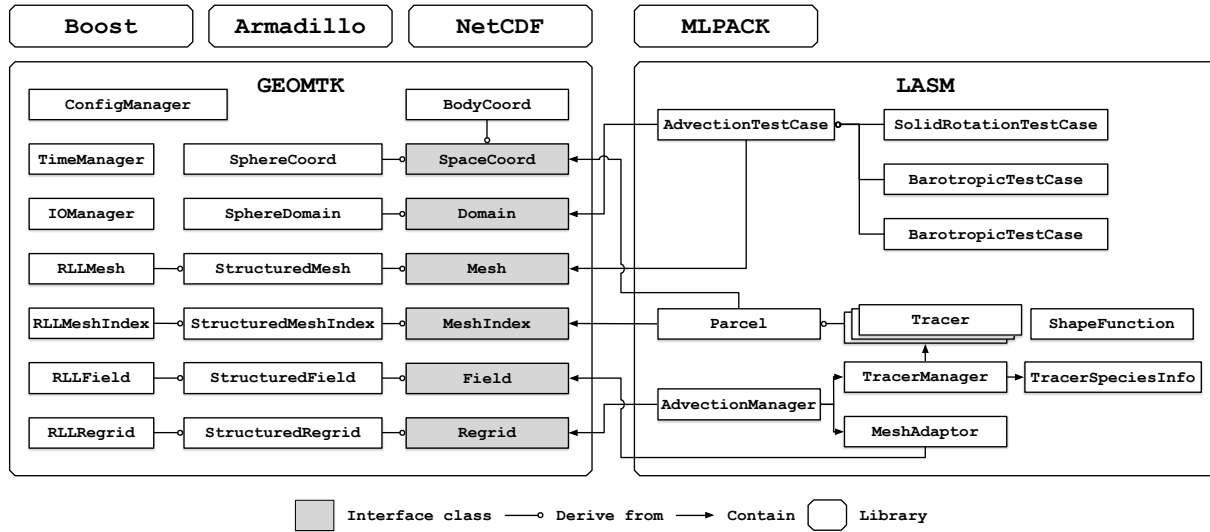 Boost
Armadillo
NetCDF
MLPACK
GEOMTK
LASM
ConfigManager
BodyCoord
AdvectionTestCase
SolidRotationTestCase
TimeManager
SphereCoord
SpaceCoord
BarotropicTestCase
IOManager
SphereDomain
Domain
BarotropicTestCase
RLLMesh
StructuredMesh
Mesh
RLLMeshIndex
StructuredMeshIndex
MeshIndex
Parcel
Tracer
ShapeFunction
RLLField
StructuredField
Field
TracerManager
TracerSpeciesInfo
AdvectionManager
RLLRegrid
StructuredRegrid
Regrid
MeshAdaptor
Interface class
Derive from
Contain
Library